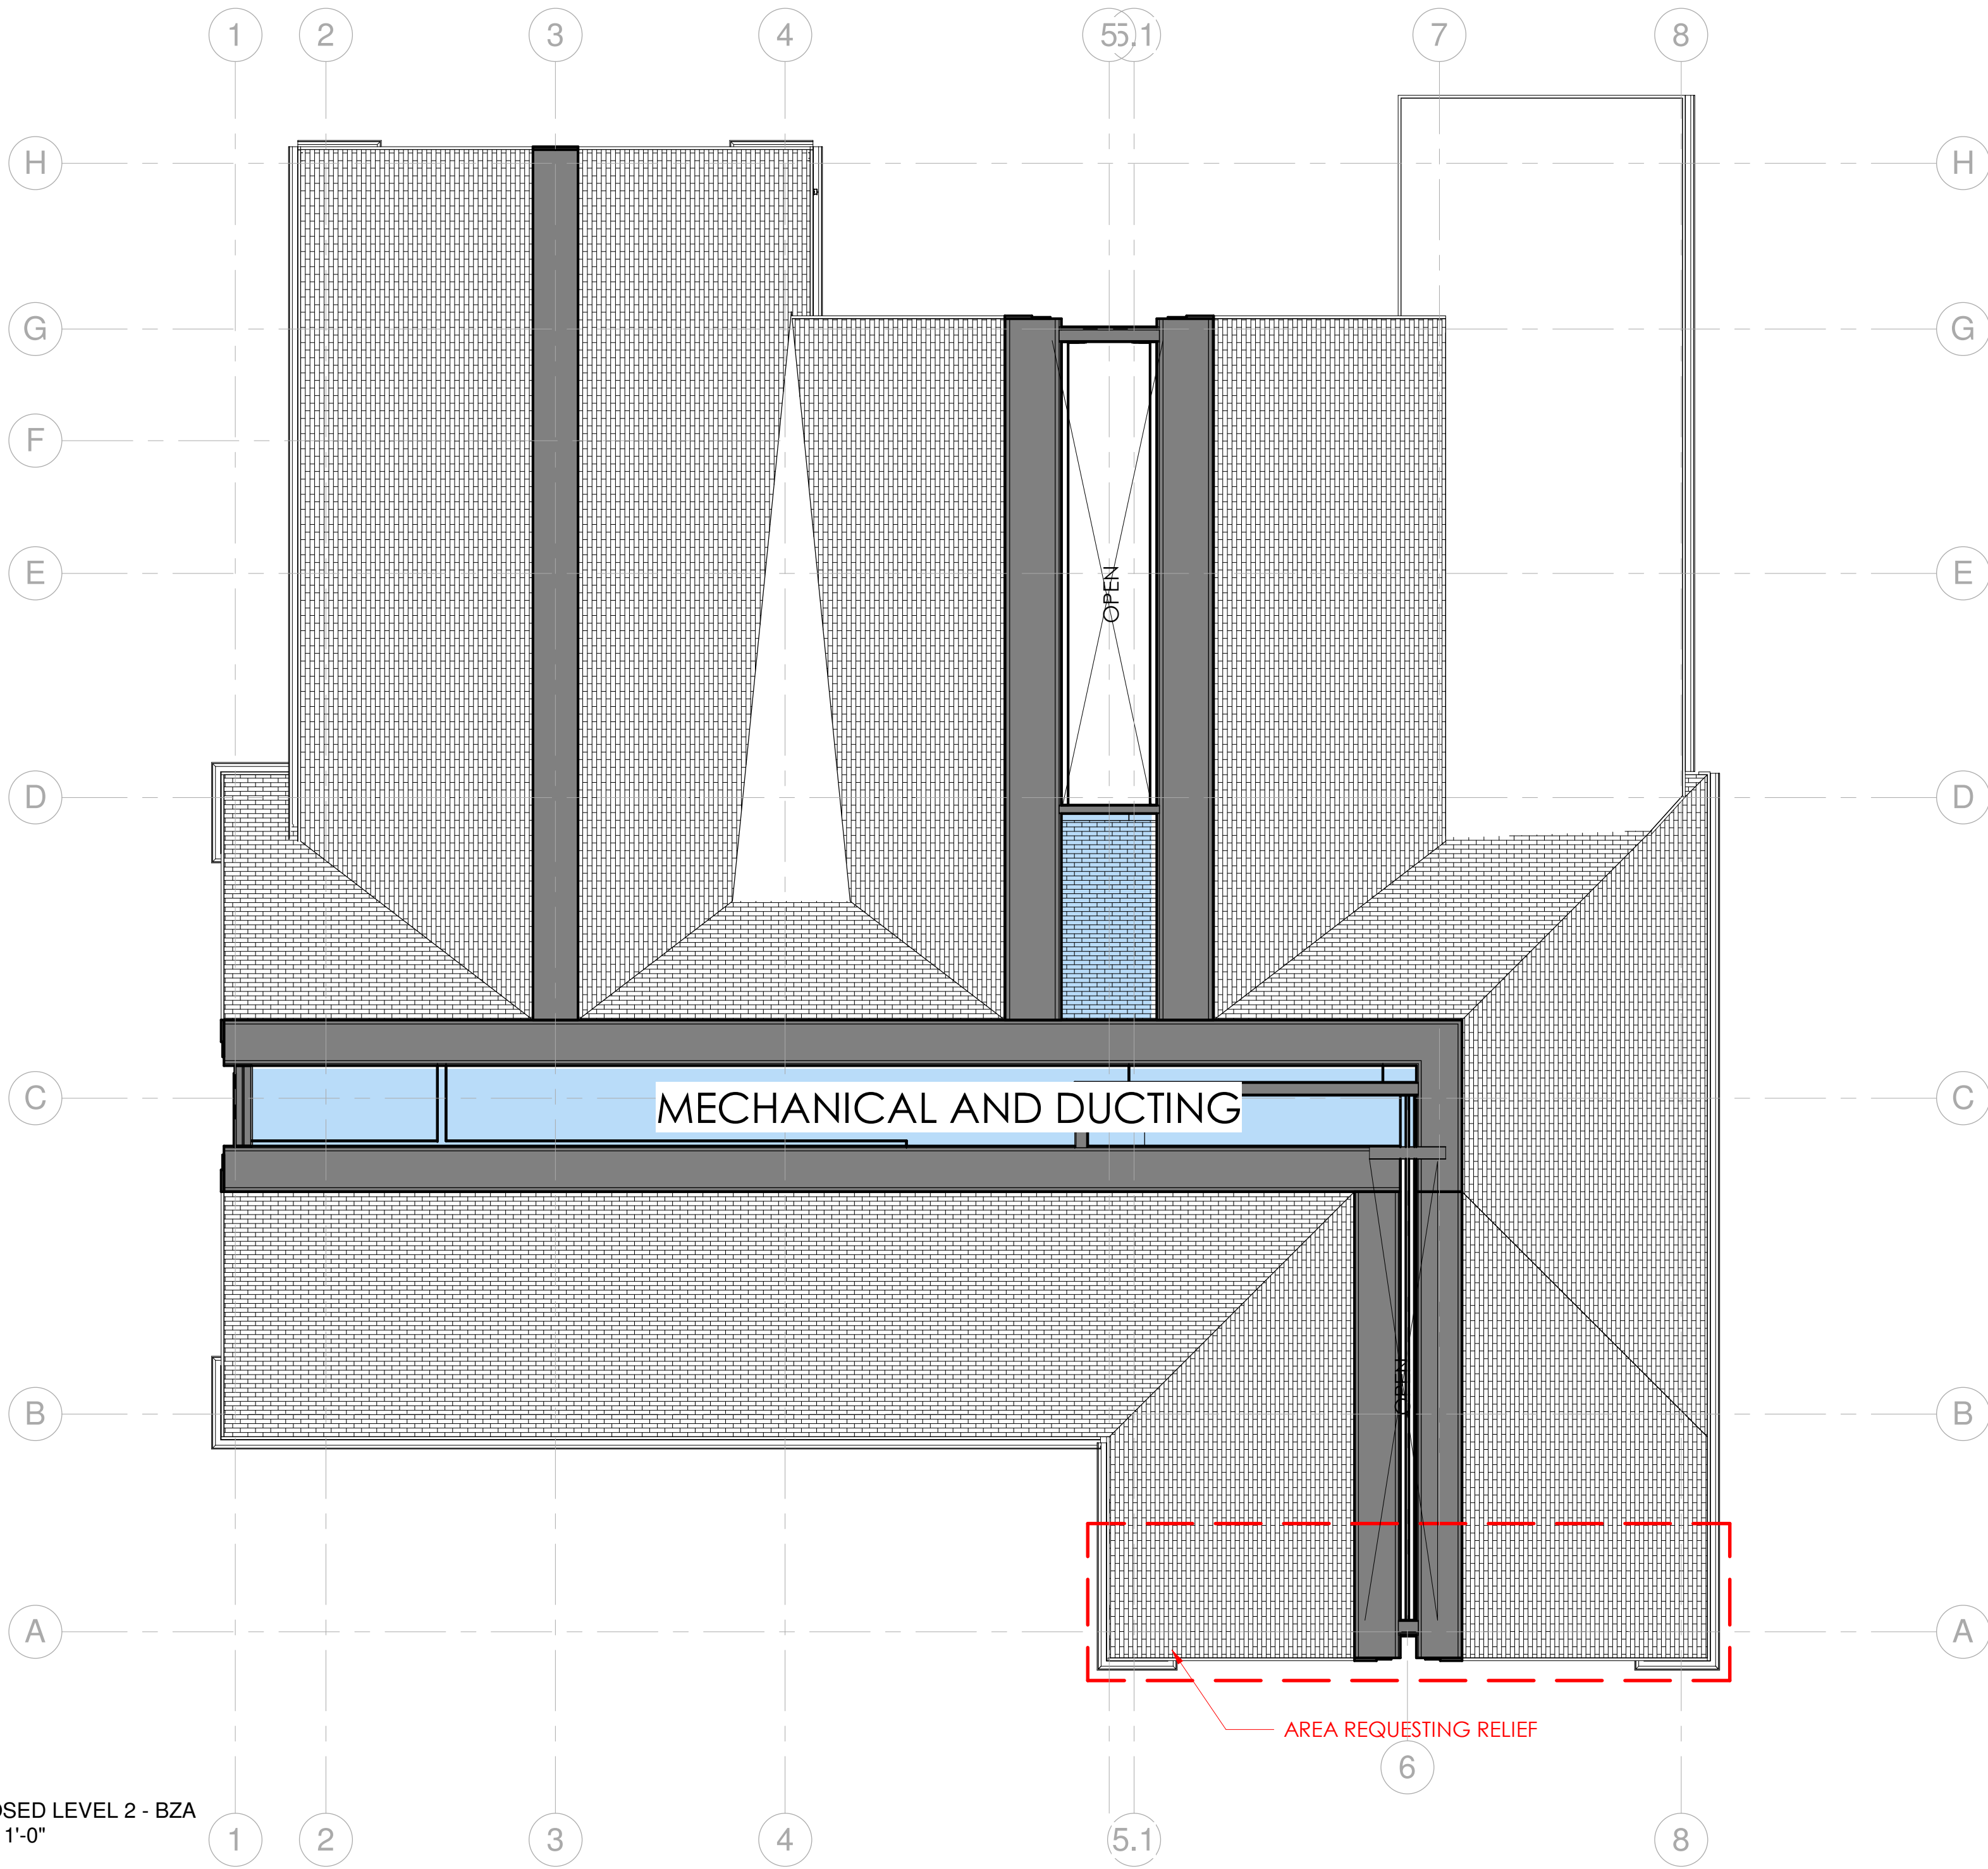 1 2 3 4 5 5.1 7 8
H H
G G
F
E E
OPEN
D D
C MECHANICAL AND DUCTING C
OPEN
B B
A A
AREA REQUESTING RELIEF
6
OSED LEVEL 2 - BZA
1'-0"
1 2 3 4 5.1 8